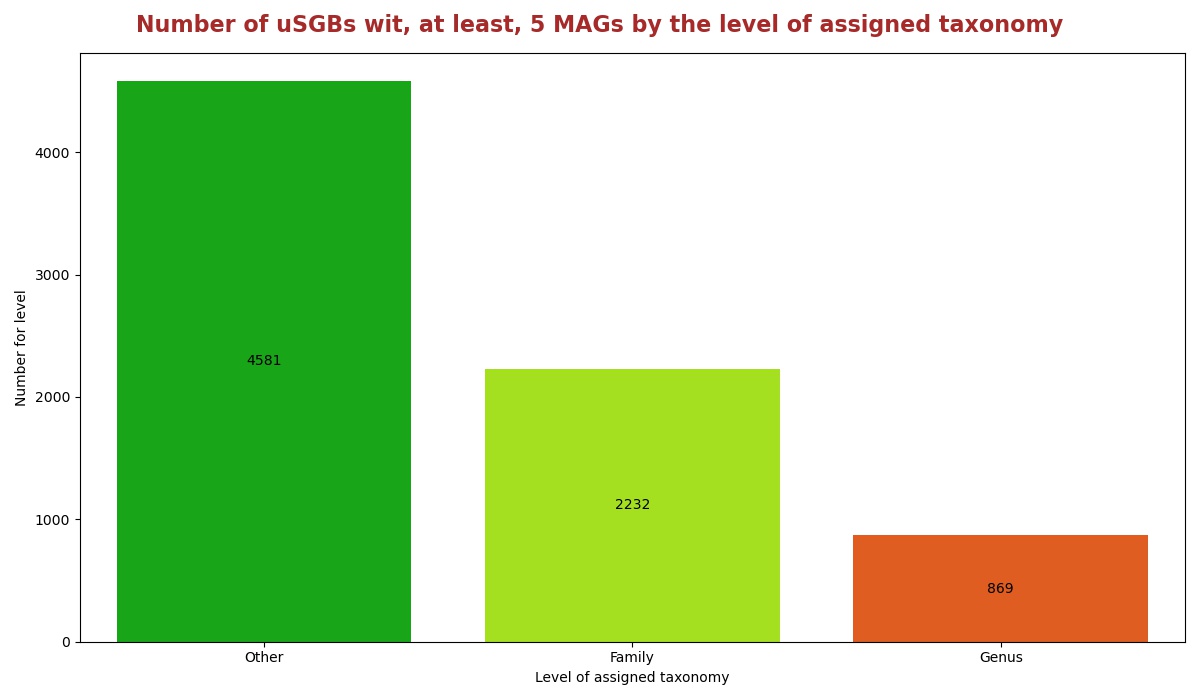 Number of uSGBs wit, at least, 5 MAGs by the level of assigned taxonomy
Number for level
4000
3000
2000
1000
0
4581
2232
869
Other
Family
Genus
Level of assigned taxonomy